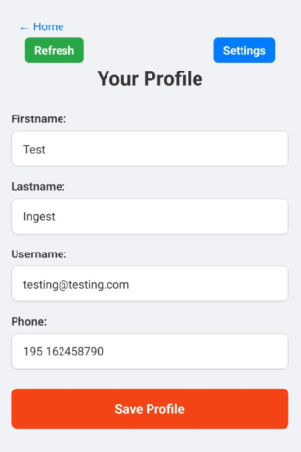 ← Home
Refresh
Settings
Your Profile
Firstname:
Test
Lastname:
Ingest
Username:
testing@testing.com
Phone:
195 162458790
Save Profile